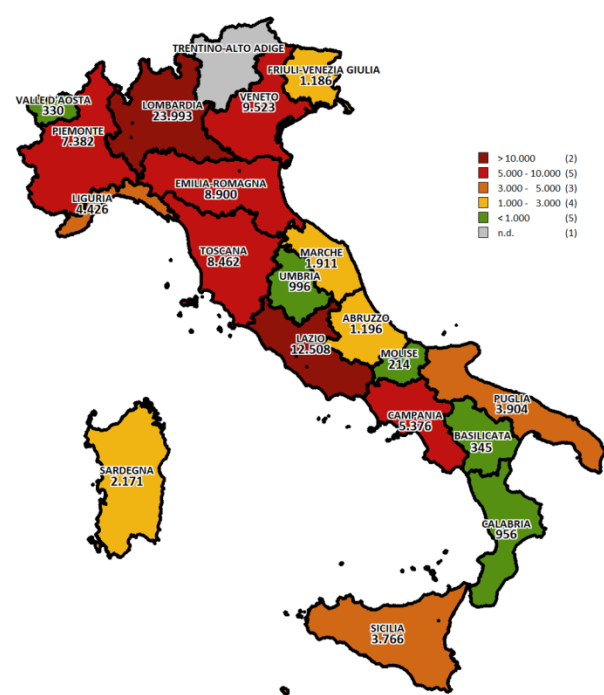 TRENTINO-ALTO ADIGE
FRIULI-VENEZIA GIULIA
1.186
VALLE D'AOSTA
330
LOMBARDIA
23.993
VENETO
9.523
PIEMONTE
7.382
> 10.000 (2)
5.000 - 10.000 (5)
3.000 - 5.000 (3)
1.000 - 3.000 (4)
< 1.000 (5)
n.d. (1)
EMILIA-ROMAGNA
8.900
LIGURIA
4.426
TOSCANA
8.462
MARCHE
1.911
UMBRIA
996
ABRUZZO
1.196
LAZIO
12.508
MOLISE
214
PUGLIA
3.904
CAMPANIA
5.376
BASILICATA
345
SARDEGNA
2.171
CALABRIA
956
SICILIA
3.766